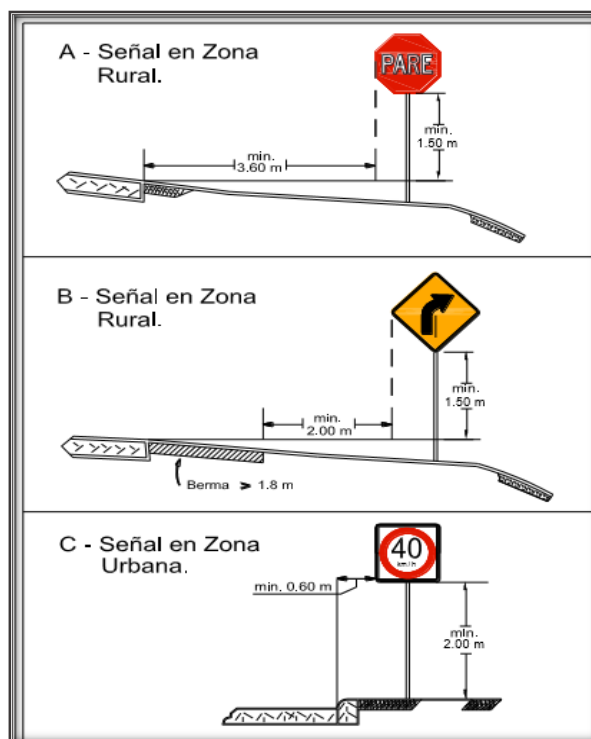 A - Señal en Zona
Rural.
PARE
min.
1.50 m
min.
3.60 m
B - Señal en Zona
Rural.
min.
1.50 m
min.
2.00 m
Berma > 1.8 m
C - Señal en Zona
Urbana.
40
km/h
min. 0.60 m
min.
2.00 m